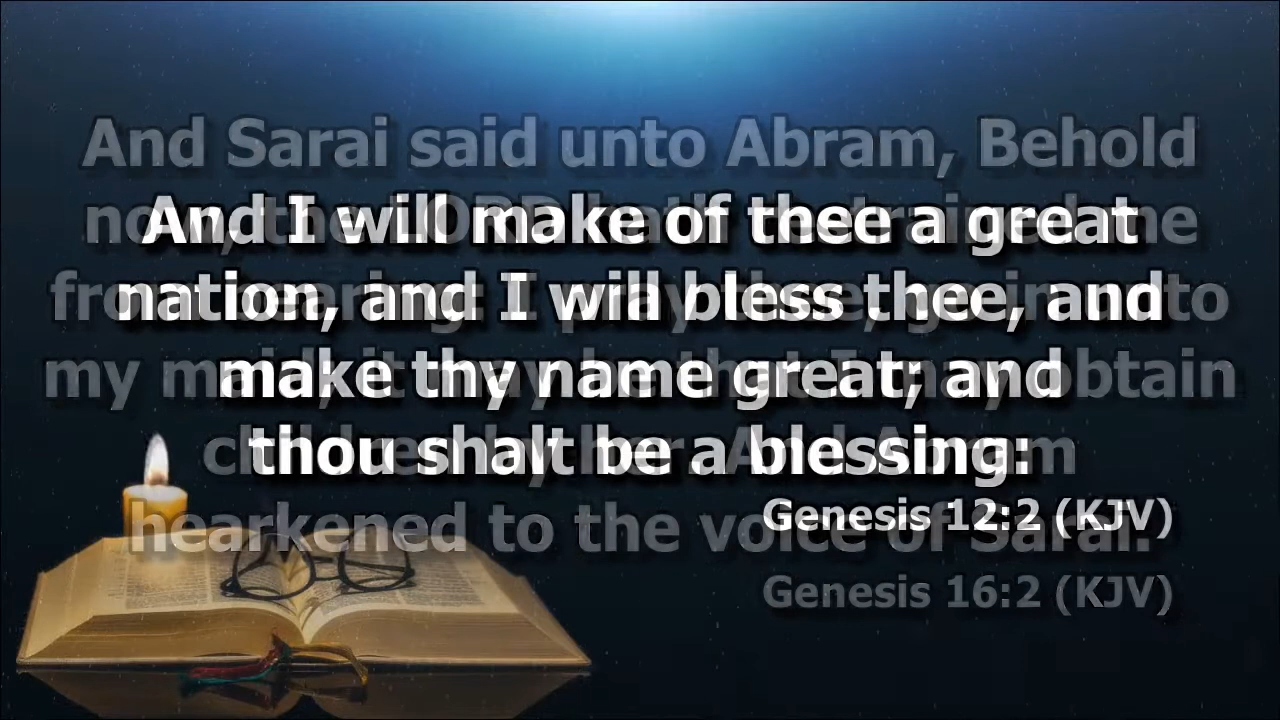 And I will make of thee a great
nation, and I will bless thee, and
make thy name great; and
thou shalt be a blessing:
Genesis 12:2 (KJV)
And Sarai said unto Abram, Behold
now, the LORD hath restrained me
from bearing: I pray thee, go in unto
my maid; it may be that I may obtain
children by her. And Abram
hearkened to the voice of Sarai.
Genesis 16:2 (KJV)